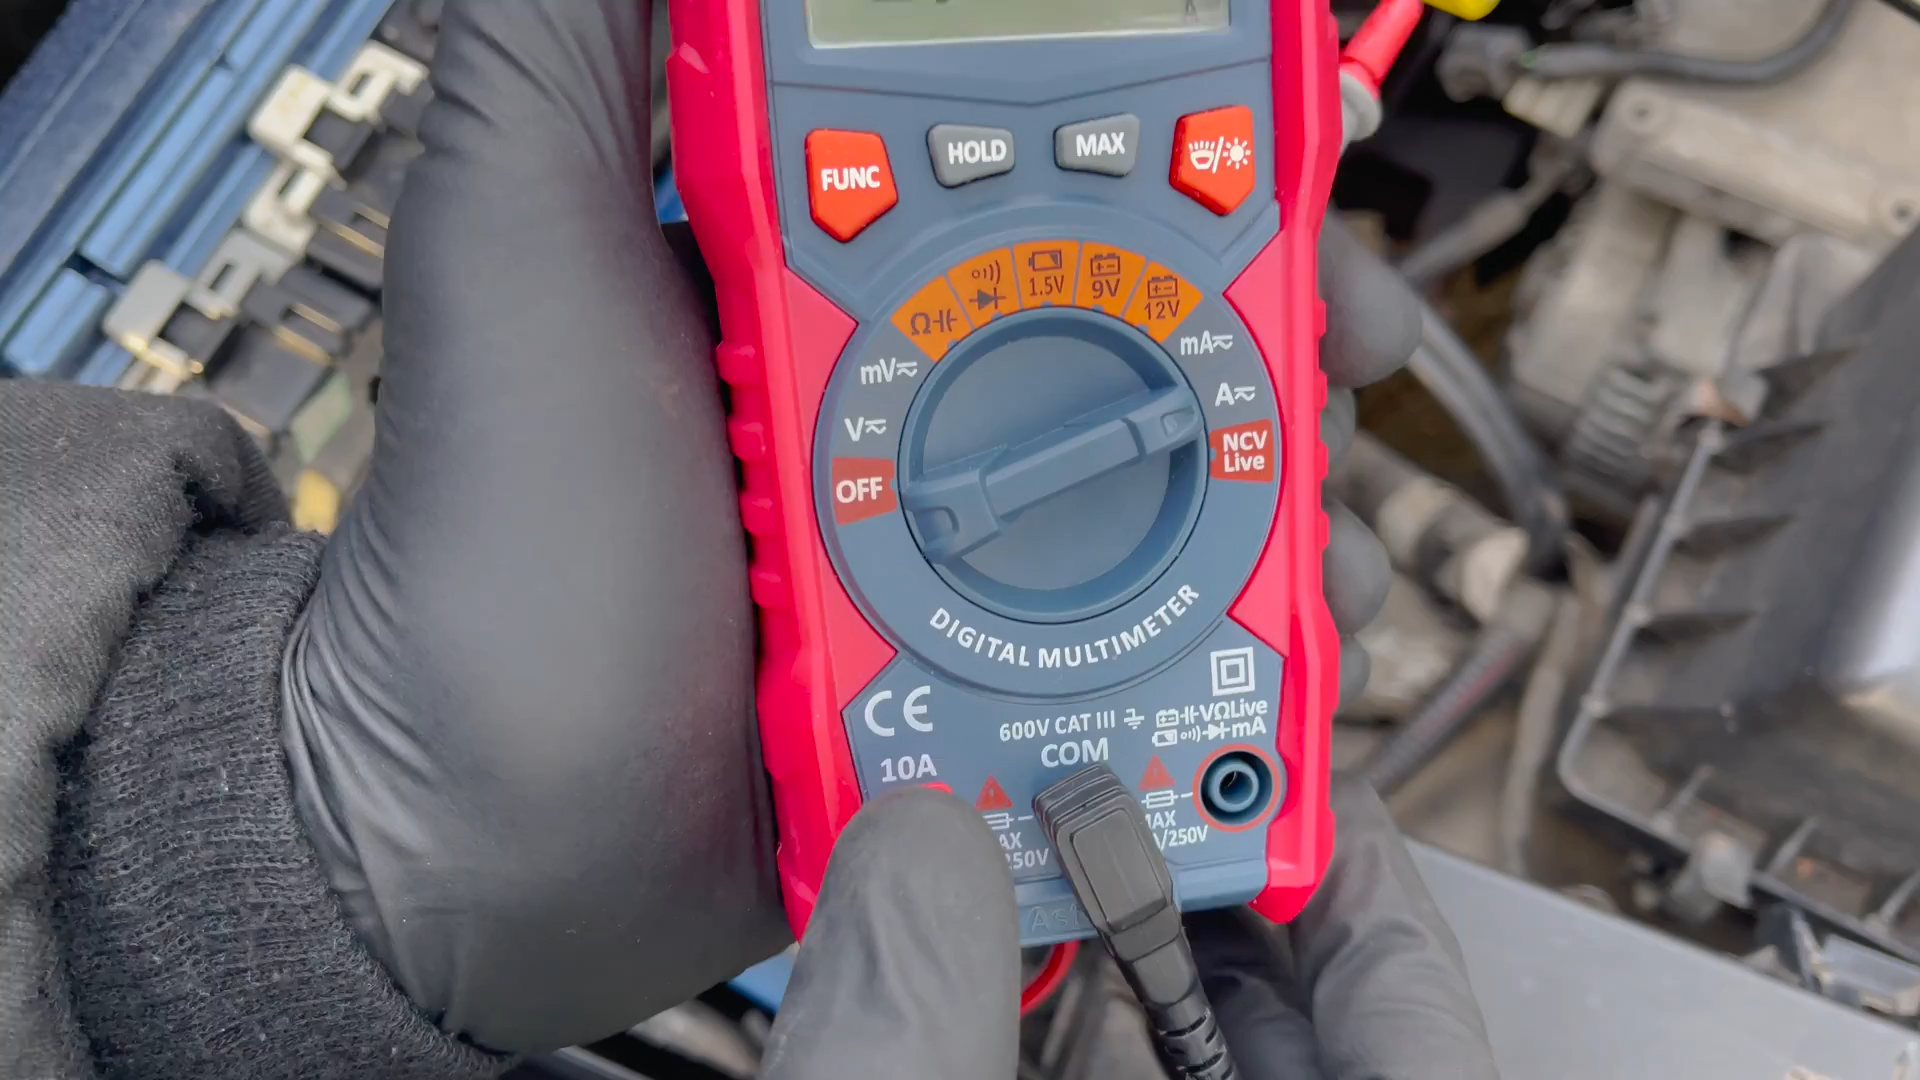 FUNC
HOLD
MAX
1.5V
9V
12V
Ω
mV
mA
V
A
OFF
NCV
Live
DIGITAL MULTIMETER
CE
600V CAT III
VΩLive
mA
10A
COM
/250V